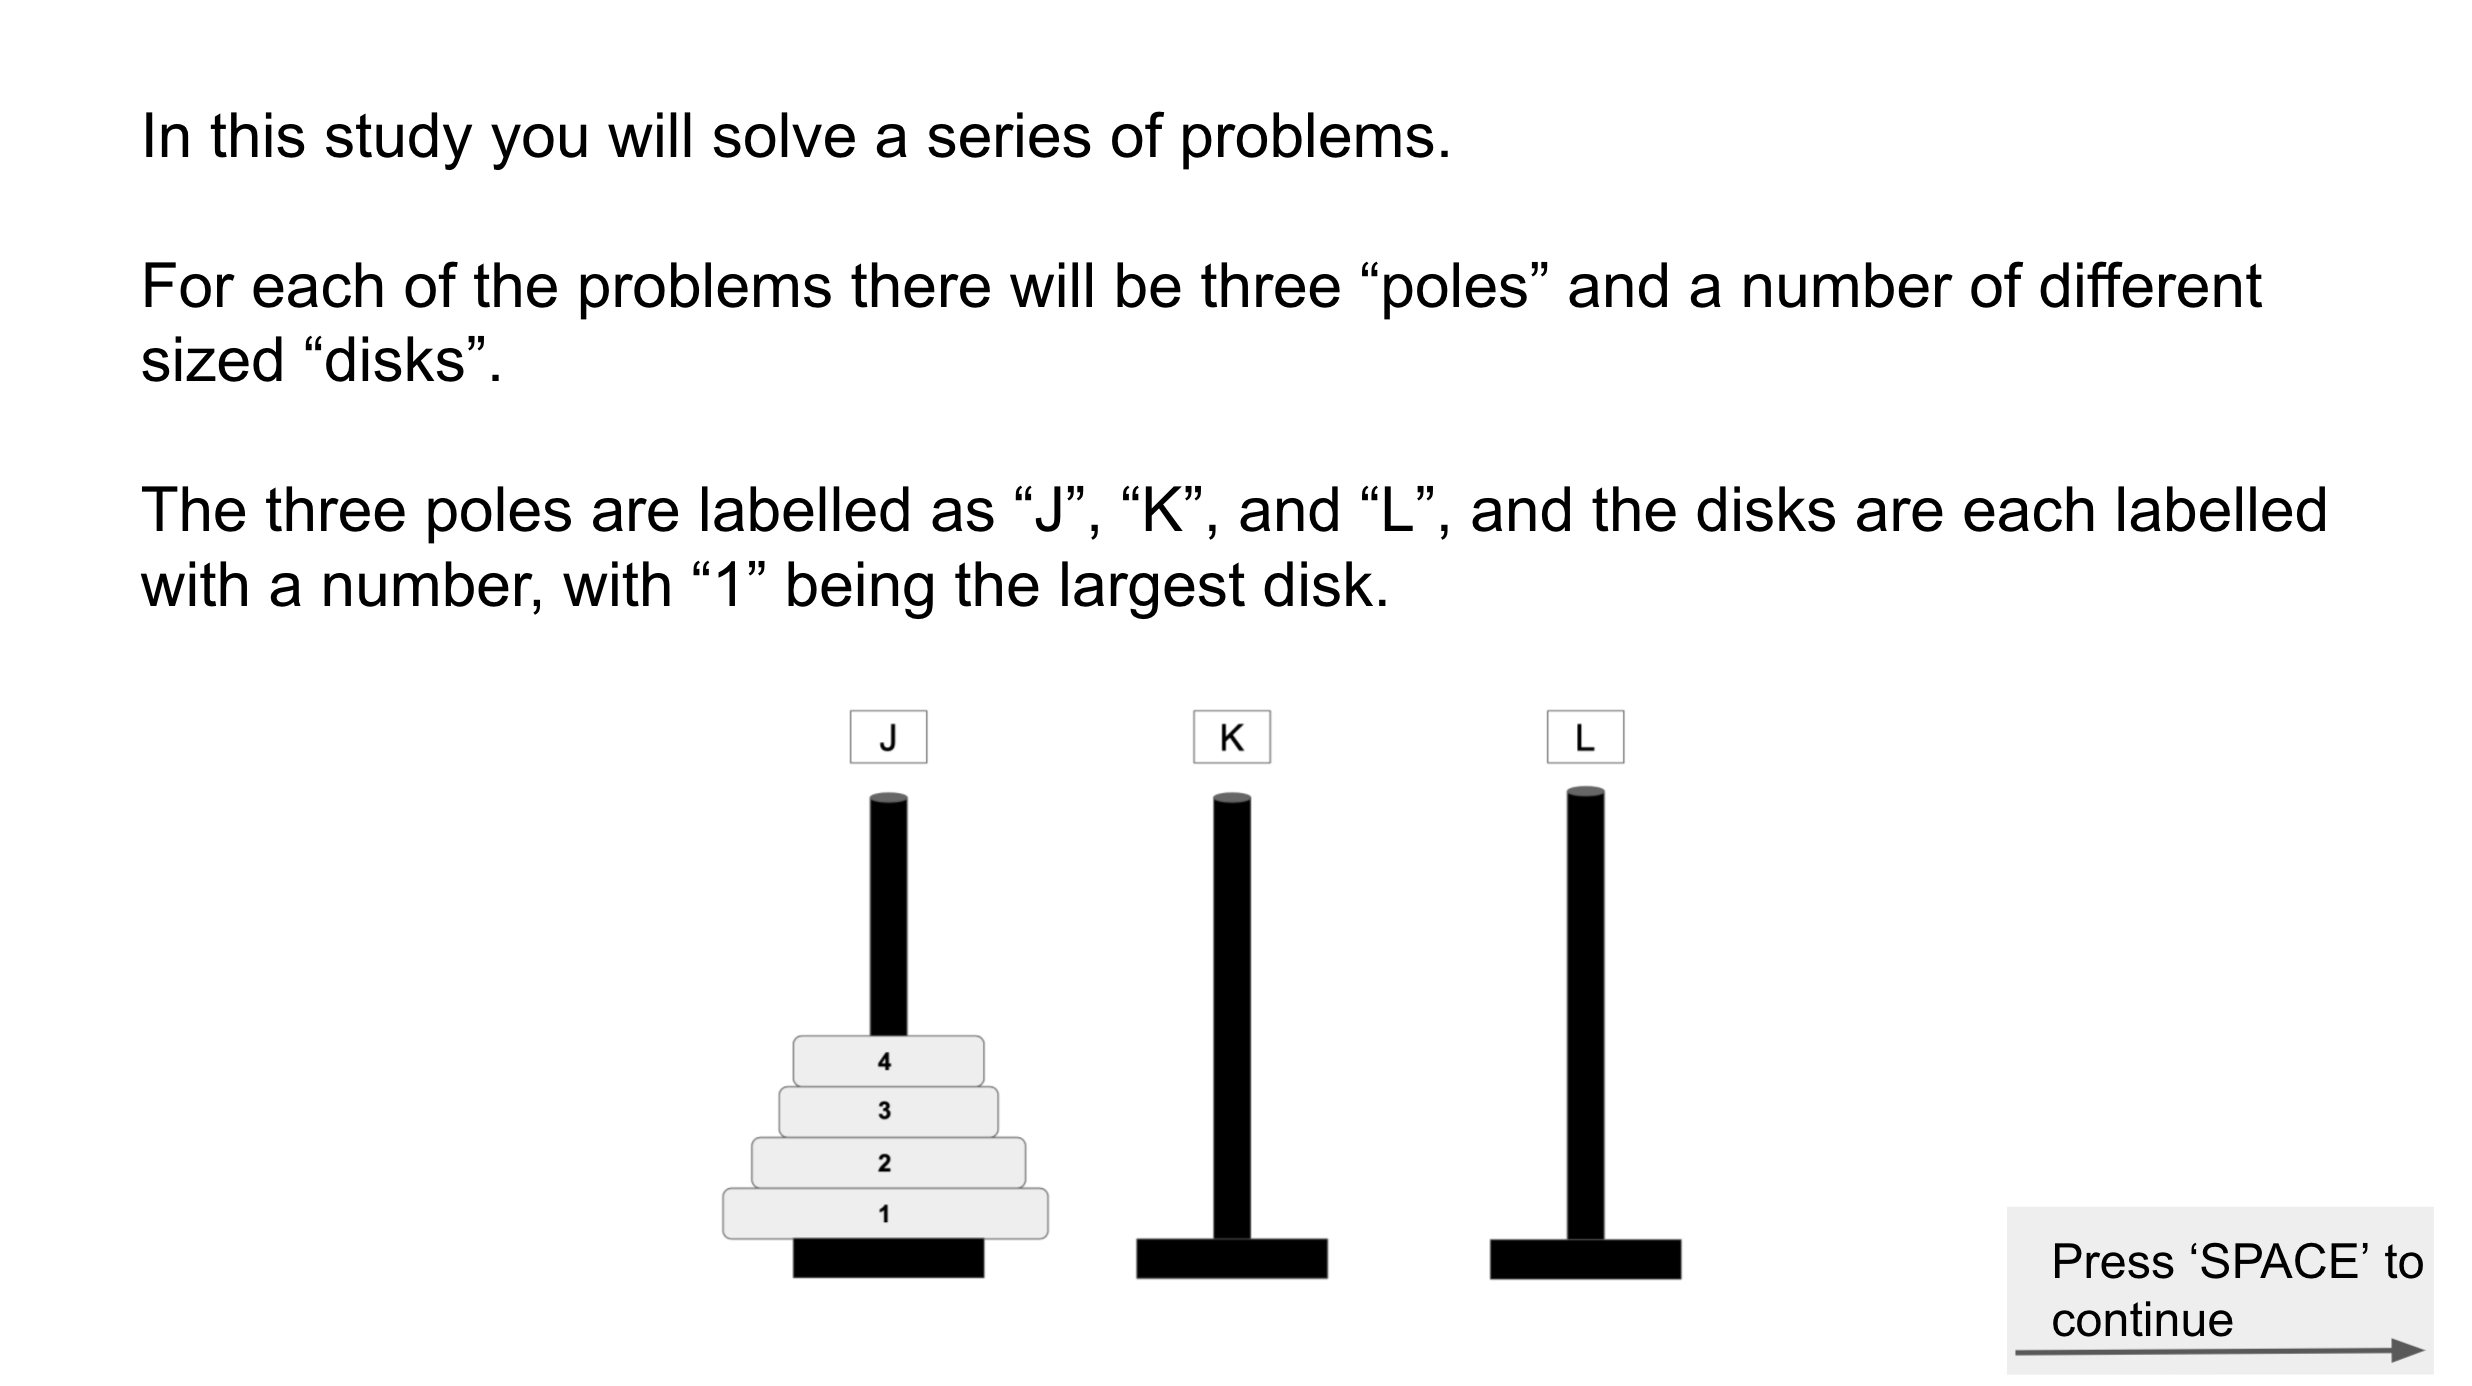 In this study you will solve a series of problems.
For each of the problems there will be three “poles” and a number of different
sized “disks”.
The three poles are labelled as “J”, “K”, and “L”, and the disks are each labelled
with a number, with “1” being the largest disk.
J K L
4
3
2
1
Press ‘SPACE’ to
continue